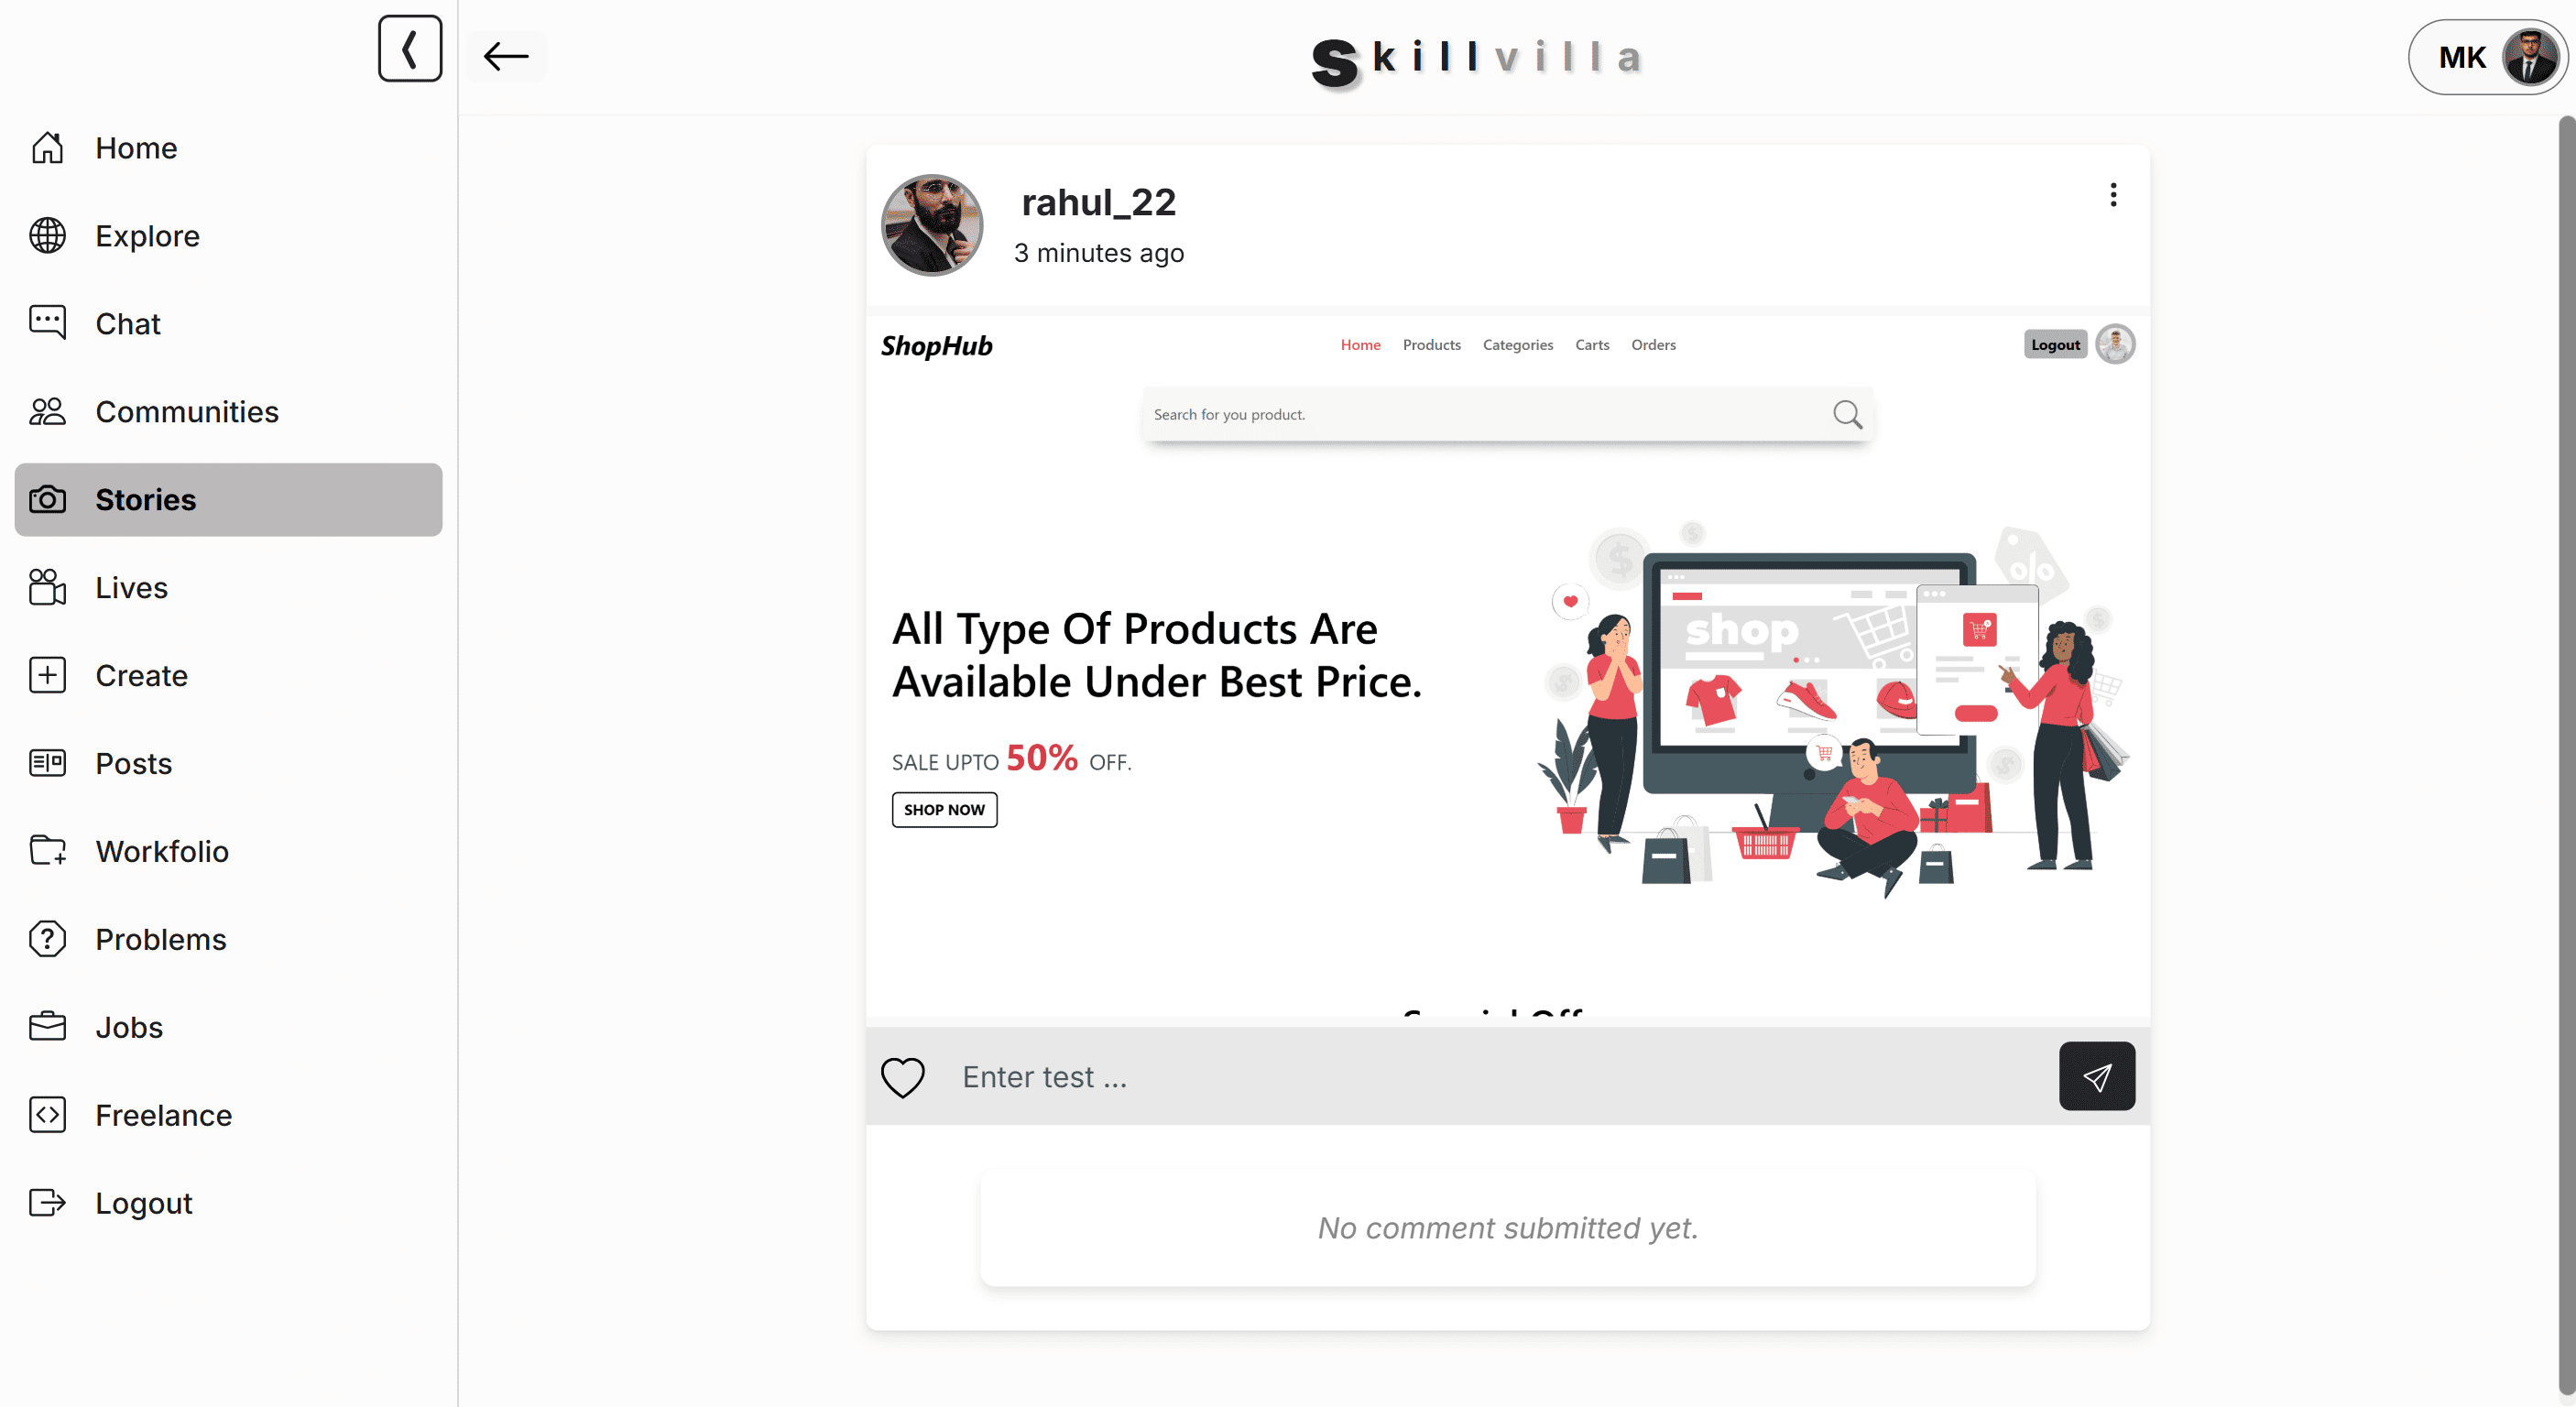 skillvilla
MK
Home
Explore
Chat
Communities
Stories
Lives
Create
Posts
Workfolio
Problems
Jobs
Freelance
Logout
rahul_22
3 minutes ago
ShopHub
Home Products Categories Carts Orders
Logout
Search for you product.
All Type Of Products Are
Available Under Best Price.
SALE UPTO 50% OFF.
SHOP NOW
shop
%
Enter test ...
No comment submitted yet.